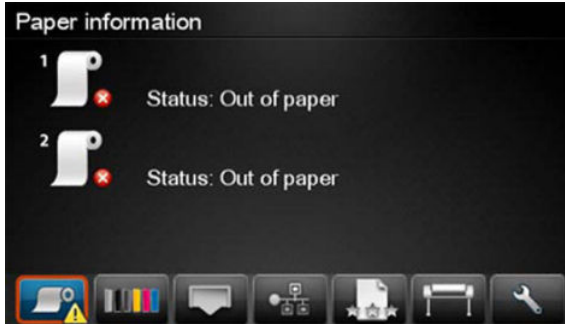 Paper information
1
Status: Out of paper
2
Status: Out of paper